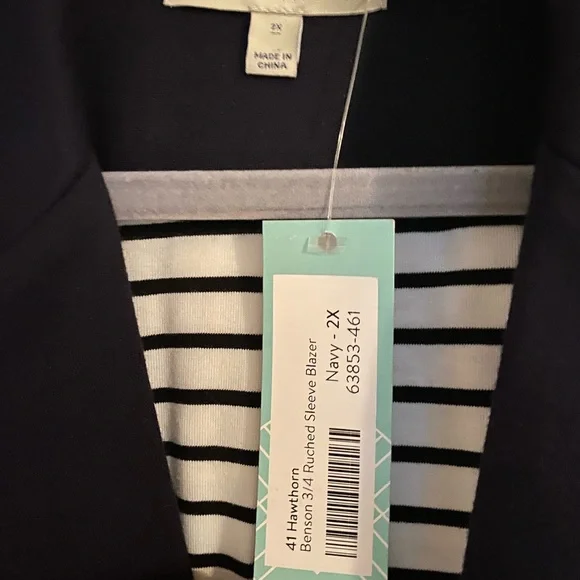 2X
MADE IN
CHINA
41 Hawthorn
Benson 3/4 Ruched Sleeve Blazer
Navy - 2X
63853-461